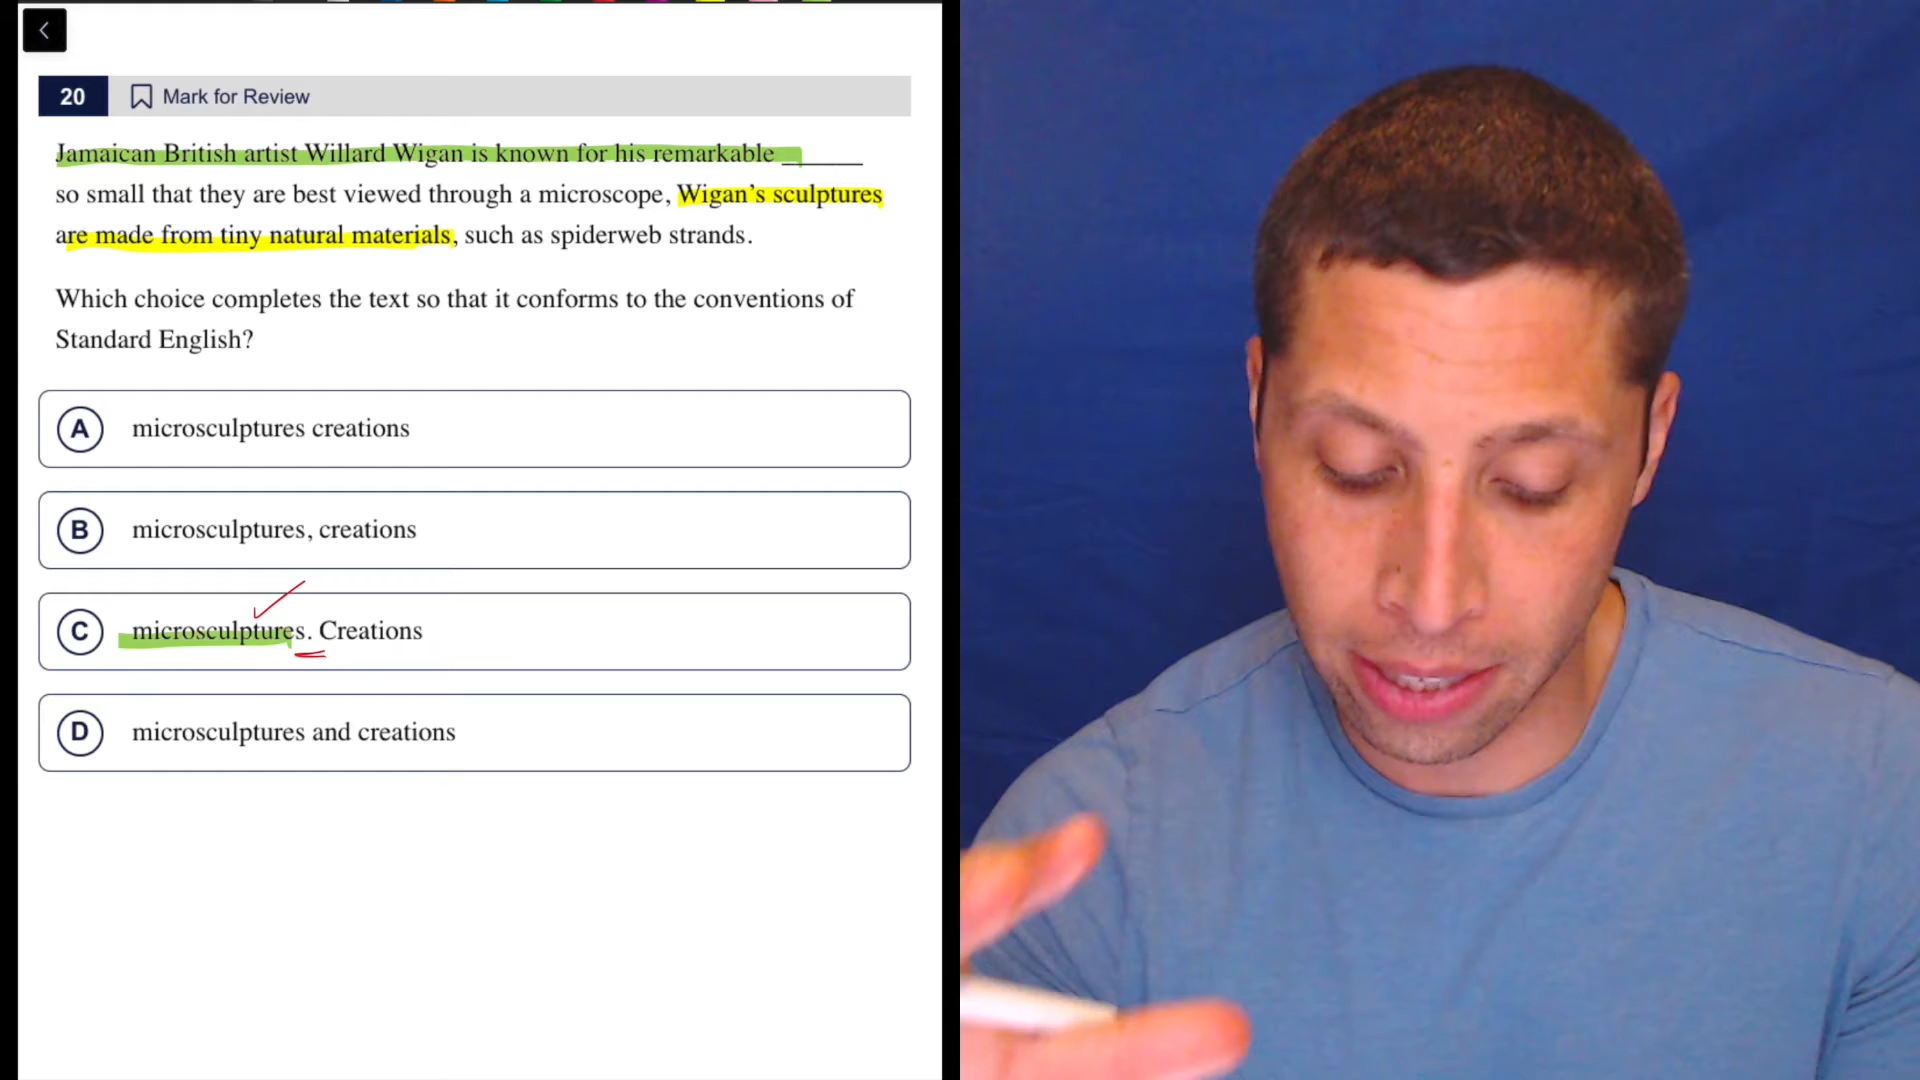 20 Mark for Review
Jamaican British artist Willard Wigan is known for his remarkable ______
so small that they are best viewed through a microscope, Wigan’s sculptures
are made from tiny natural materials, such as spiderweb strands.
Which choice completes the text so that it conforms to the conventions of
Standard English?
A microsculptures creations
B microsculptures, creations
C microsculptures. Creations
D microsculptures and creations